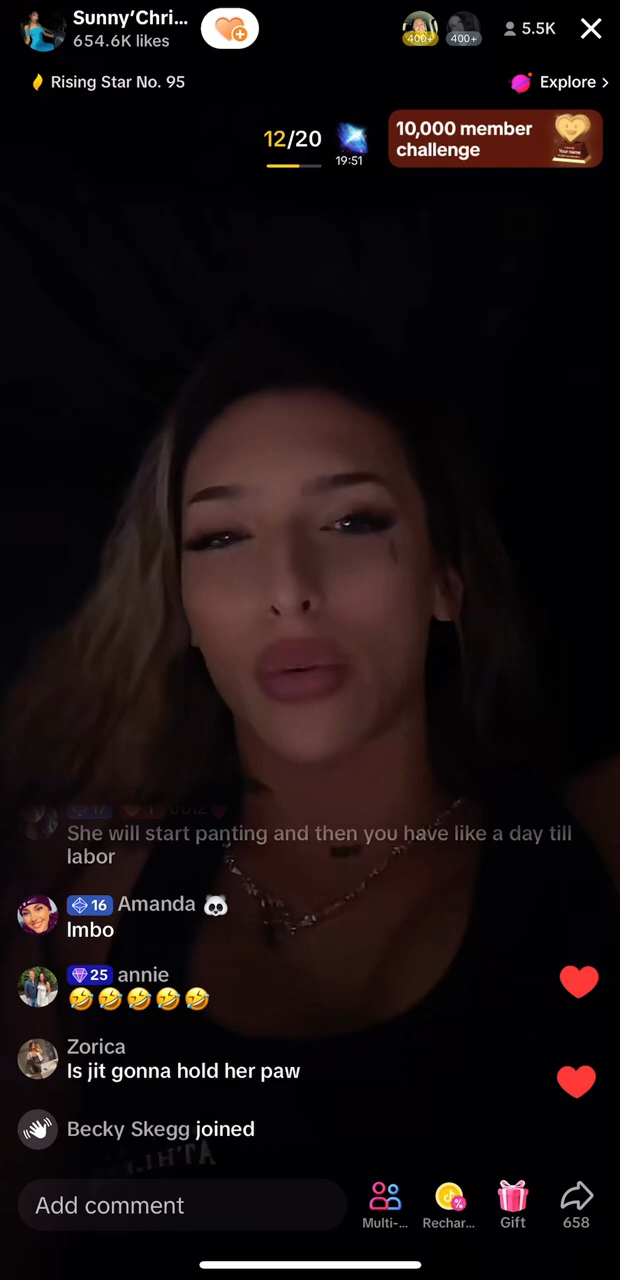 Sunny'Chri...
654.6K likes
400+
400+
5.5K
Rising Star No. 95
Explore >
12/20
19:51
10,000 member
challenge
She will start panting and then you have like a day till
labor
16 Amanda 🐼
lmbo
25 annie
🤣🤣🤣🤣🤣
Zorica
Is jit gonna hold her paw
Becky Skegg joined
Add comment
Multi-...
Rechar...
Gift
658